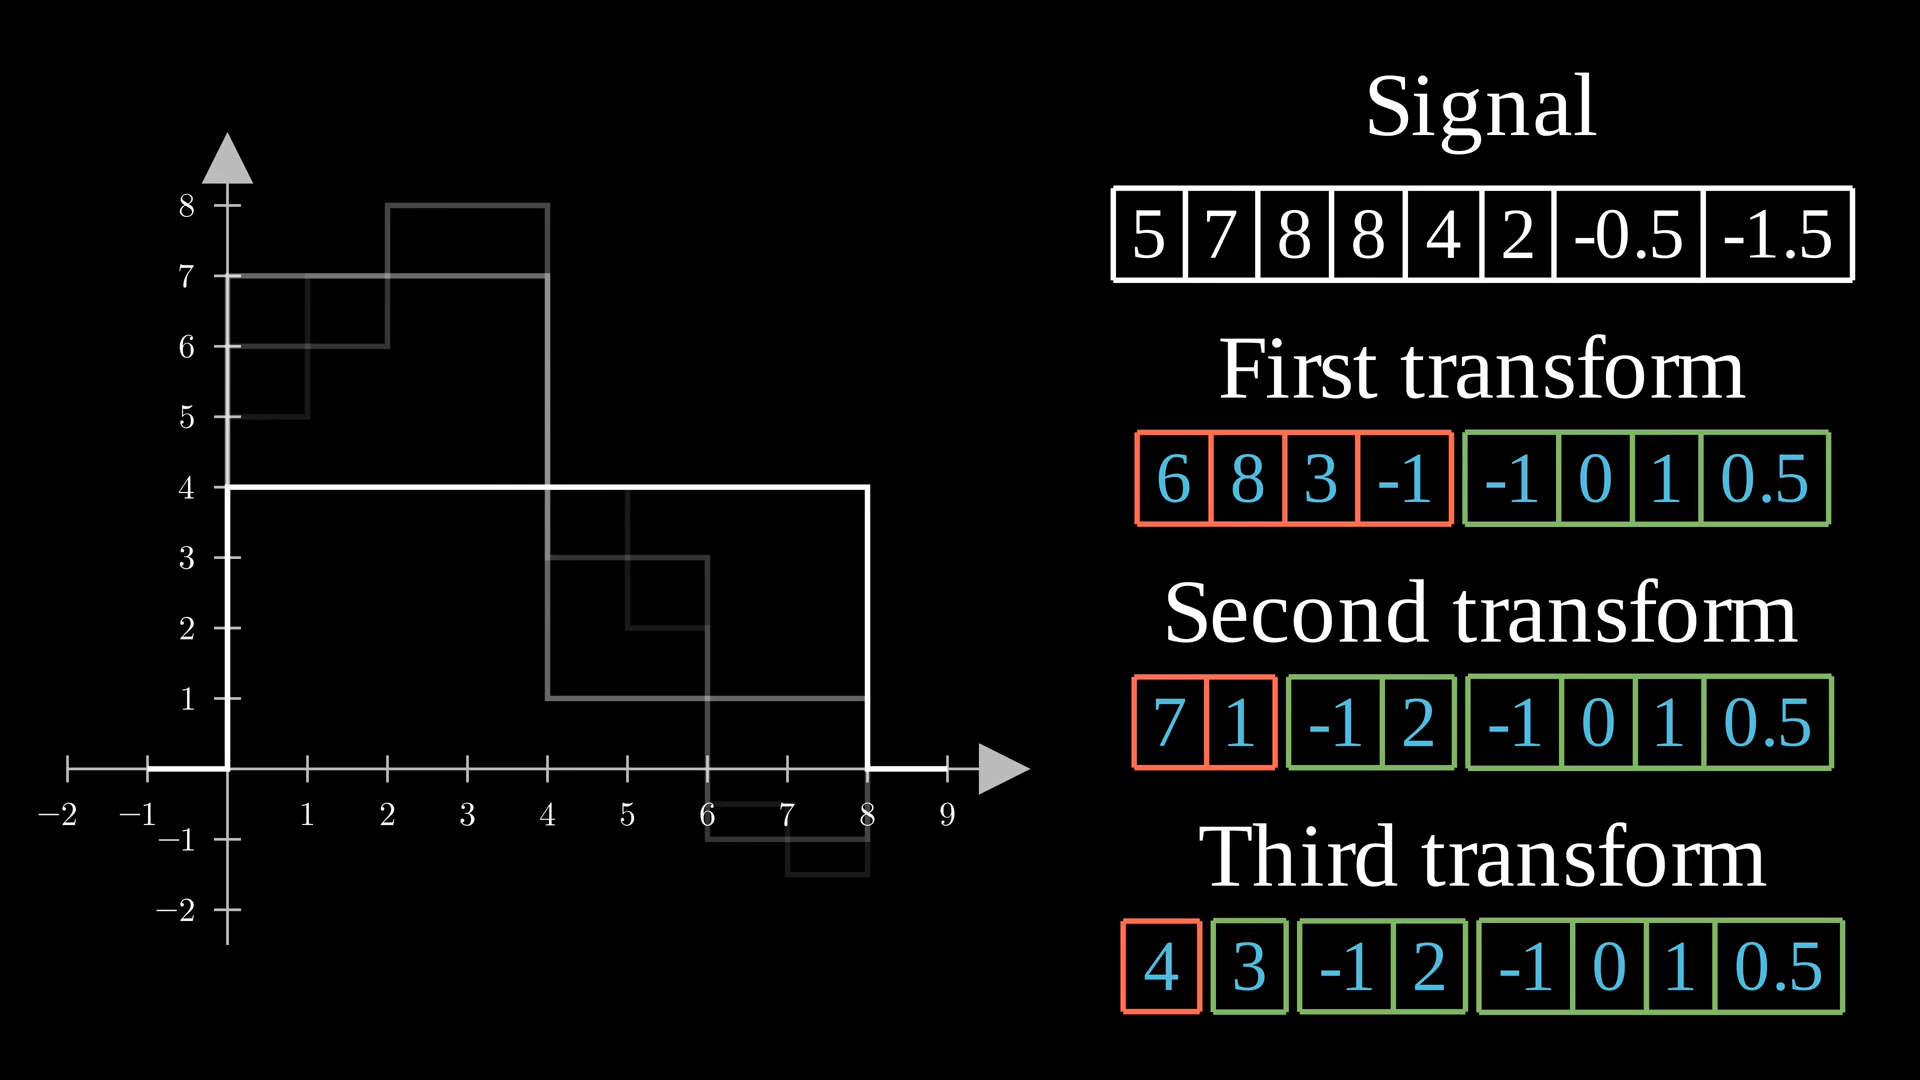 Signal
5 7 8 8 4 2 -0.5 -1.5
First transform
6 8 3 -1 -1 0 1 0.5
Second transform
7 1 -1 2 -1 0 1 0.5
Third transform
4 3 -1 2 -1 0 1 0.5
8
7
6
5
4
3
2
1
−2 −1 1 2 3 4 5 6 7 8 9
−1
−2